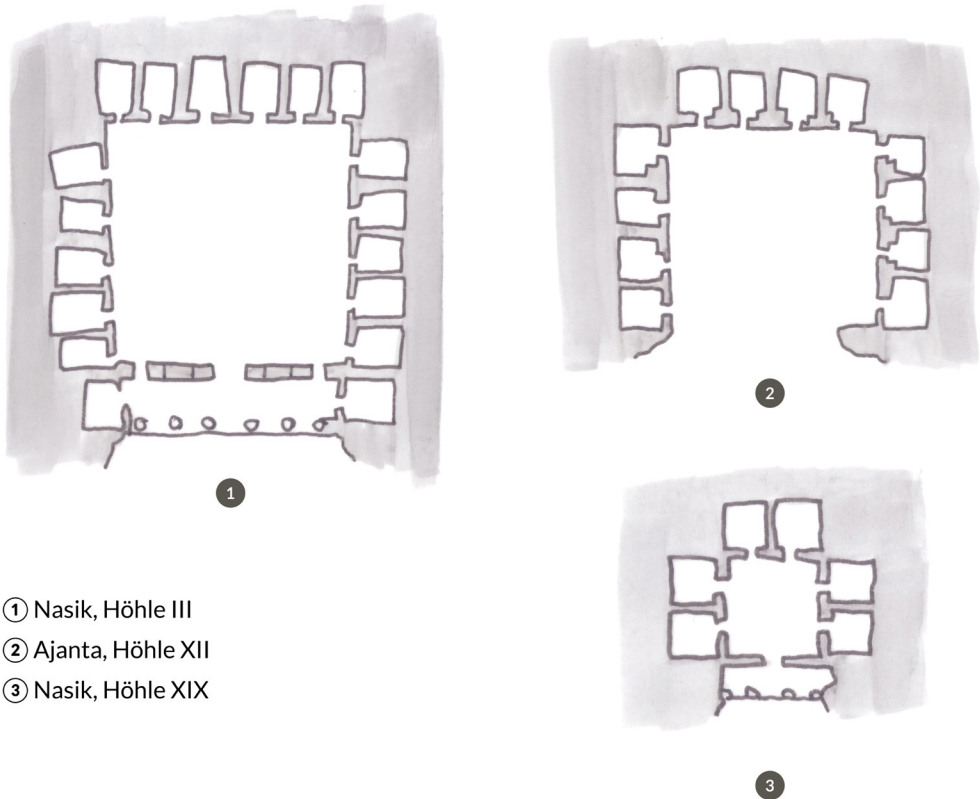 1
2
3
1 Nasik, Höhle III
2 Ajanta, Höhle XII
3 Nasik, Höhle XIX